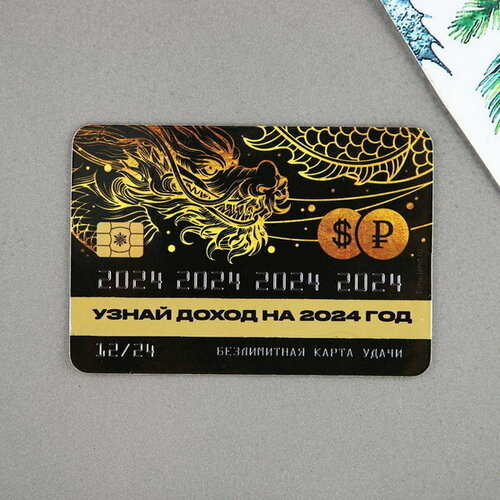 $ ₽
2024 2024 2024 2024
УЗНАЙ ДОХОД НА 2024 ГОД
12/24 БЕЗЛИМИТНАЯ КАРТА УДАЧИ